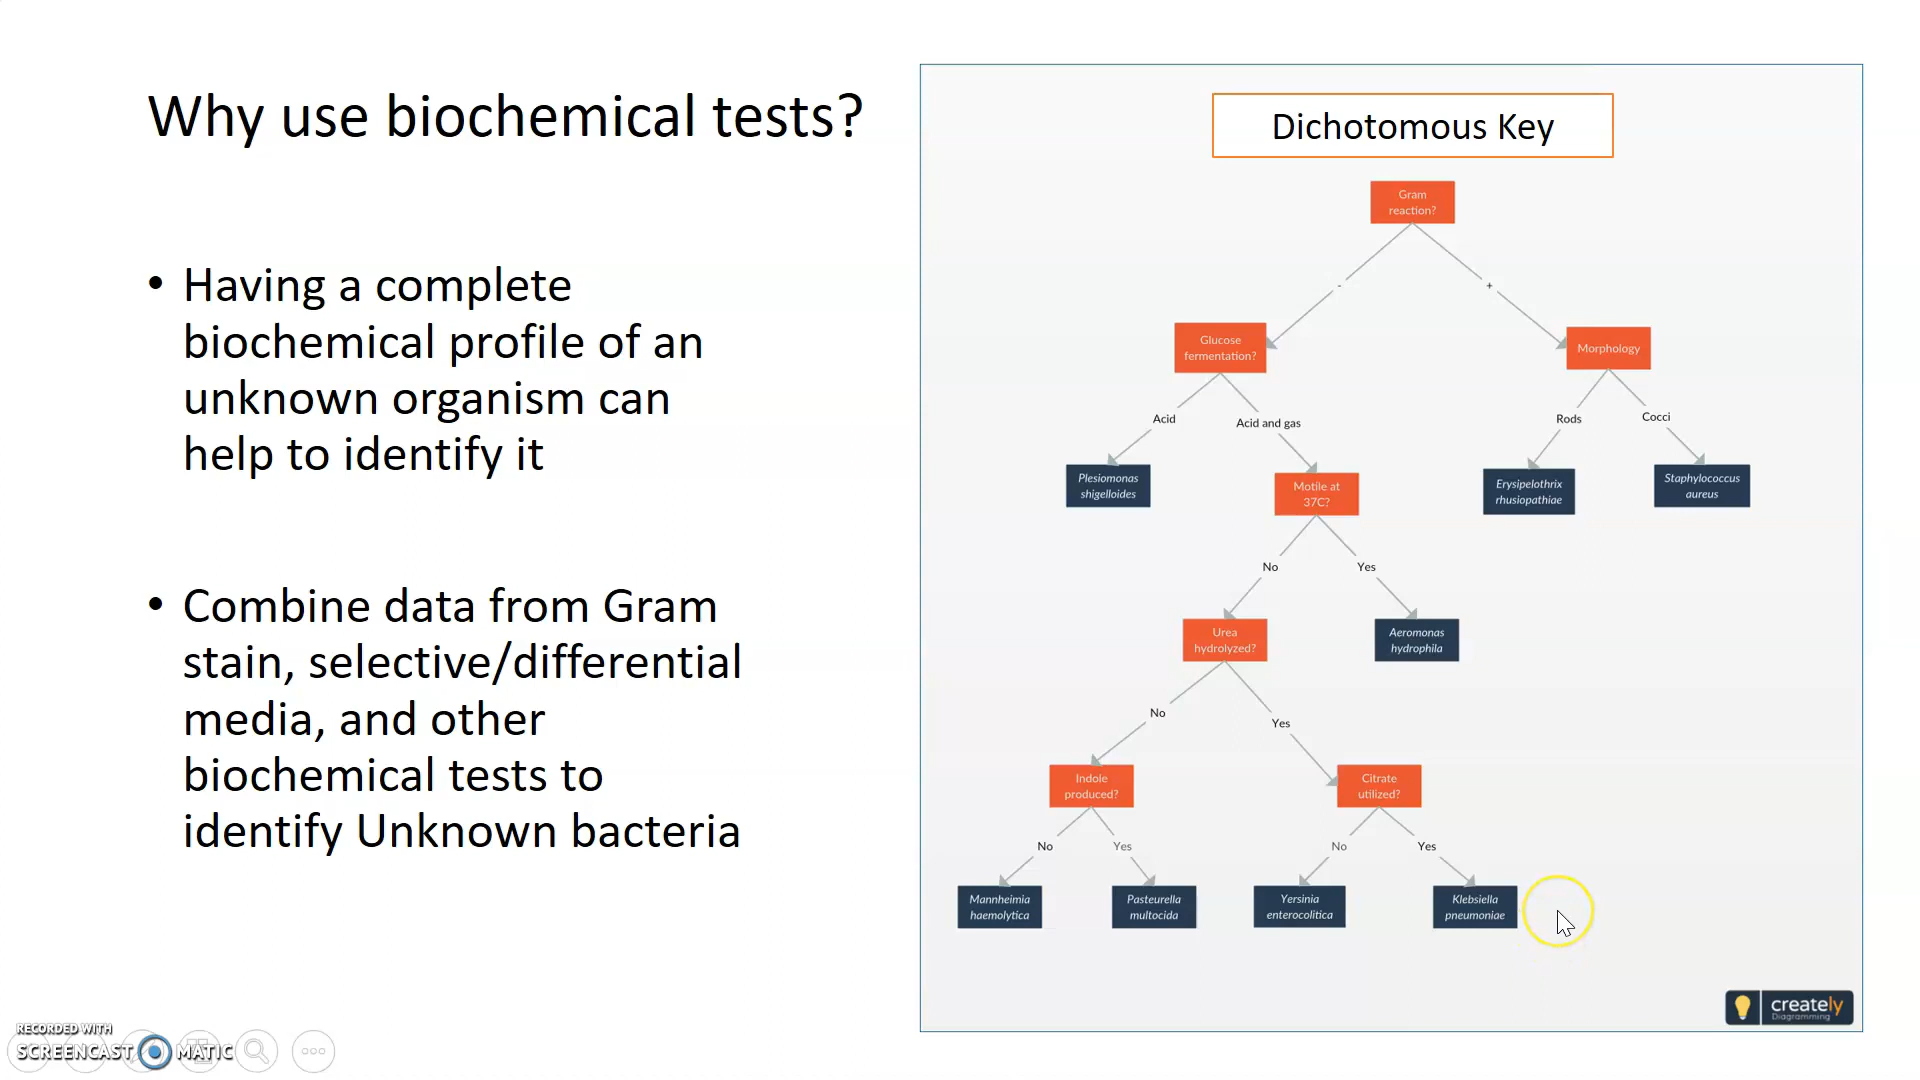 Why use biochemical tests?
• Having a complete
biochemical profile of an
unknown organism can
help to identify it
• Combine data from Gram
stain, selective/differential
media, and other
biochemical tests to
identify Unknown bacteria
Dichotomous Key
Gram
reaction?
-
+
Glucose
fermentation?
Morphology
Acid
Acid and gas
Rods
Cocci
Plesiomonas
shigelloides
Motile at
37C?
Erysipelothrix
rhusiopathiae
Staphylococcus
aureus
No
Yes
Urea
hydrolyzed?
Aeromonas
hydrophila
No
Yes
Indole
produced?
Citrate
utilized?
No
Yes
No
Yes
Mannheimia
haemolytica
Pasteurella
multocida
Yersinia
enterocolitica
Klebsiella
pneumoniae
creately
Diagramming
RECORDED WITH
SCREENCAST MATIC